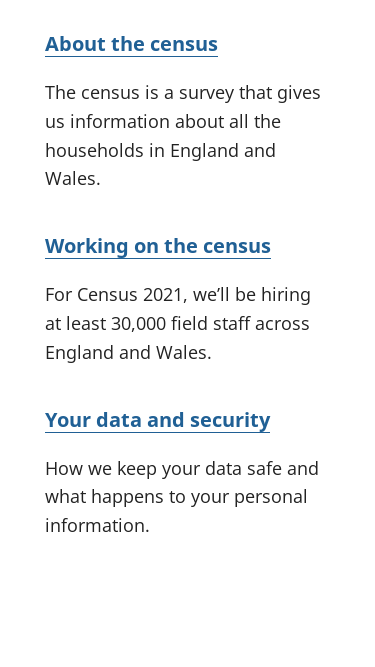 About the census
The census is a survey that gives
us information about all the
households in England and
Wales.
Working on the census
For Census 2021, we’ll be hiring
at least 30,000 field staff across
England and Wales.
Your data and security
How we keep your data safe and
what happens to your personal
information.